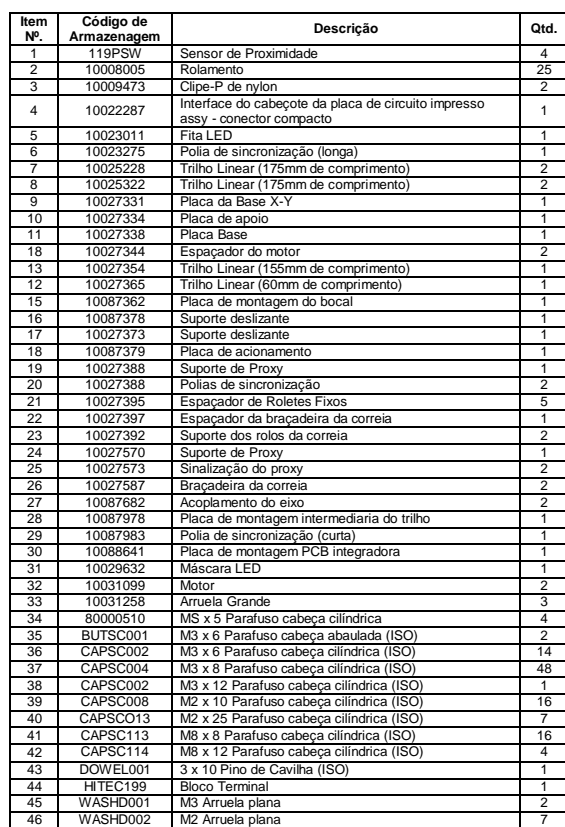 Item Nº. Código de Armazenagem Descrição Qtd.
1 119PSW Sensor de Proximidade 4
2 10008005 Rolamento 25
3 10009473 Clipe-P de nylon 2
4 10022287 Interface do cabeçote da placa de circuito impresso assy - conector compacto 1
5 10023011 Fita LED 1
6 10023275 Polia de sincronização (longa) 1
7 10025228 Trilho Linear (175mm de comprimento) 2
8 10025322 Trilho Linear (175mm de comprimento) 2
9 10027331 Placa da Base X-Y 1
10 10027334 Placa de apoio 1
11 10027338 Placa Base 1
18 10027344 Espaçador do motor 2
13 10027354 Trilho Linear (155mm de comprimento) 1
12 10027365 Trilho Linear (60mm de comprimento) 1
15 10087362 Placa de montagem do bocal 1
16 10087378 Suporte deslizante 1
17 10027373 Suporte deslizante 1
18 10087379 Placa de acionamento 1
19 10027388 Suporte de Proxy 1
20 10027388 Polias de sincronização 2
21 10027395 Espaçador de Roletes Fixos 5
22 10027397 Espaçador da braçadeira da correia 1
23 10027392 Suporte dos rolos da correia 2
24 10027570 Suporte de Proxy 1
25 10027573 Sinalização do proxy 2
26 10027587 Braçadeira da correia 2
27 10087682 Acoplamento do eixo 2
28 10087978 Placa de montagem intermediaria do trilho 1
29 10087983 Polia de sincronização (curta) 1
30 10088641 Placa de montagem PCB integradora 1
31 10029632 Máscara LED 1
32 10031099 Motor 2
33 10031258 Arruela Grande 3
34 80000510 MS x 5 Parafuso cabeça cilíndrica 4
35 BUTSC001 M3 x 6 Parafuso cabeça abaulada (ISO) 2
36 CAPSC002 M3 x 6 Parafuso cabeça cilíndrica (ISO) 14
37 CAPSC004 M3 x 8 Parafuso cabeça cilíndrica (ISO) 48
38 CAPSC002 M3 x 12 Parafuso cabeça cilíndrica (ISO) 1
39 CAPSC008 M2 x 10 Parafuso cabeça cilíndrica (ISO) 16
40 CAPSCO13 M2 x 25 Parafuso cabeça cilíndrica (ISO) 7
41 CAPSC113 M8 x 8 Parafuso cabeça cilíndrica (ISO) 16
42 CAPSC114 M8 x 12 Parafuso cabeça cilíndrica (ISO) 4
43 DOWEL001 3 x 10 Pino de Cavilha (ISO) 1
44 HITEC199 Bloco Terminal 1
45 WASHD001 M3 Arruela plana 2
46 WASHD002 M2 Arruela plana 7